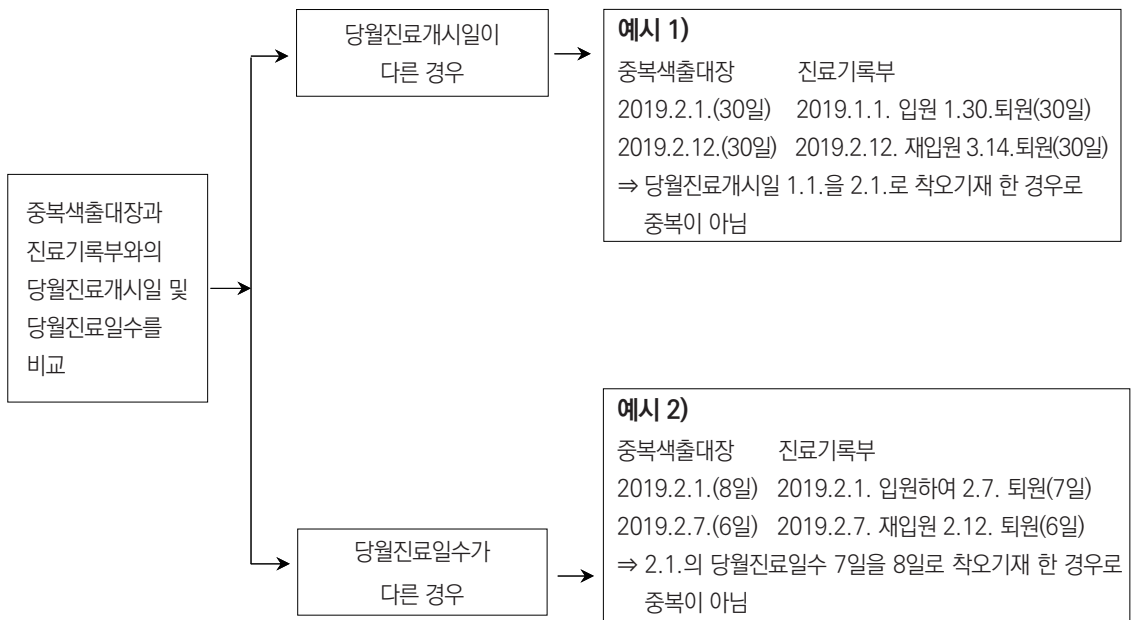 중복색출대장과
진료기록부와의
당월진료개시일 및
당월진료일수를
비교
당월진료개시일이
다른 경우
예시 1)
중복색출대장 진료기록부
2019.2.1.(30일) 2019.1.1. 입원 1.30.퇴원(30일)
2019.2.12.(30일) 2019.2.12. 재입원 3.14.퇴원(30일)
⇒ 당월진료개시일 1.1.을 2.1.로 착오기재 한 경우로
중복이 아님
당월진료일수가
다른 경우
예시 2)
중복색출대장 진료기록부
2019.2.1.(8일) 2019.2.1. 입원하여 2.7. 퇴원(7일)
2019.2.7.(6일) 2019.2.7. 재입원 2.12. 퇴원(6일)
⇒ 2.1.의 당월진료일수 7일을 8일로 착오기재 한 경우로
중복이 아님